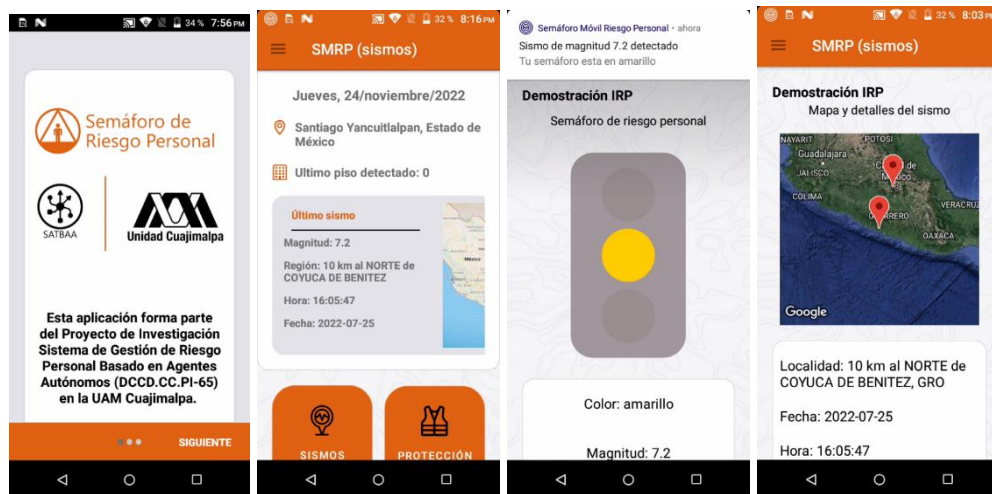 34 % 7:56 PM
Semáforo de
Riesgo Personal
SATBAA
Unidad Cuajimalpa
Esta aplicación forma parte
del Proyecto de Investigación
Sistema de Gestión de Riesgo
Personal Basado en Agentes
Autónomos (DCCD.CC.PI-65)
en la UAM Cuajimalpa.
SIGUIENTE
32 % 8:16 PM
SMRP (sismos)
Jueves, 24/noviembre/2022
Santiago Yancuitlalpan, Estado de
México
Ultimo piso detectado: 0
Último sismo
Magnitud: 7.2
Región: 10 km al NORTE de
COYUCA DE BENITEZ
Hora: 16:05:47
Fecha: 2022-07-25
SISMOS
PROTECCIÓN
Semáforo Móvil Riesgo Personal • ahora
Sismo de magnitud 7.2 detectado
Tu semáforo esta en amarillo
Demostración IRP
Semáforo de riesgo personal
Color: amarillo
Magnitud: 7.2
32 % 8:03 P
SMRP (sismos)
Demostración IRP
Mapa y detalles del sismo
NAYARIT
POTOSI
Guadalajara
de
JALISCO
COLIMA
VERACRUZ
OAXACA
Google
Localidad: 10 km al NORTE de
COYUCA DE BENITEZ, GRO
Fecha: 2022-07-25
Hora: 16:05:47